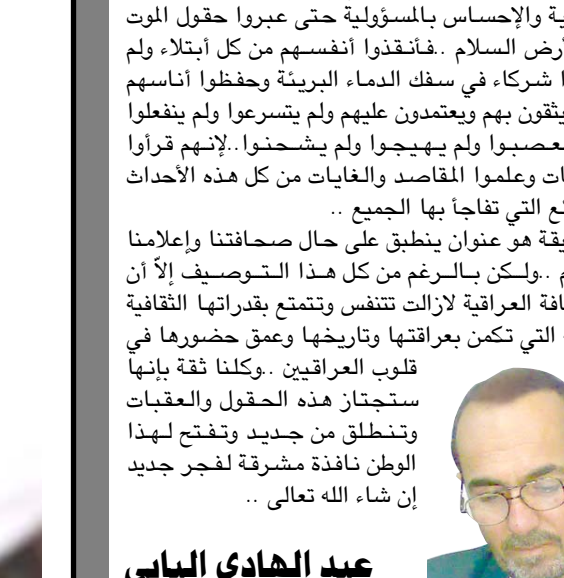 ية والإحساس بالمسؤولية حتى عبروا حقول الموت
أرض السلام ..فأنقذوا أنفسهم من كل أبتلاء ولم
ا شركاء في سفك الدماء البريئة وحفظوا أناسهم
يثقون بهم ويعتمدون عليهم ولم يتسرعوا ولم ينفعلوا
عصبوا ولم يهيجوا ولم يشحنوا..لإنهم قرأوا
ات وعلموا المقاصد والغايات من كل هذه الأحداث
ئع التي تفاجأ بها الجميع ..
يقة هو عنوان ينطبق على حال صحافتنا وإعلامنا
م ..ولكن بالرغم من كل هذا التوصيف إلاّ أن
افة العراقية لازالت تتنفس وتتمتع بقدراتها الثقافية
التي تكمن بعراقتها وتاريخها وعمق حضورها في
قلوب العراقيين ..وكلنا ثقة بإنها
ستجتاز هذه الحقول والعقبات
وتنطلق من جديد وتفتح لهذا
الوطن نافذة مشرقة لفجر جديد
إن شاء الله تعالى ..
عبد الهادي البابي